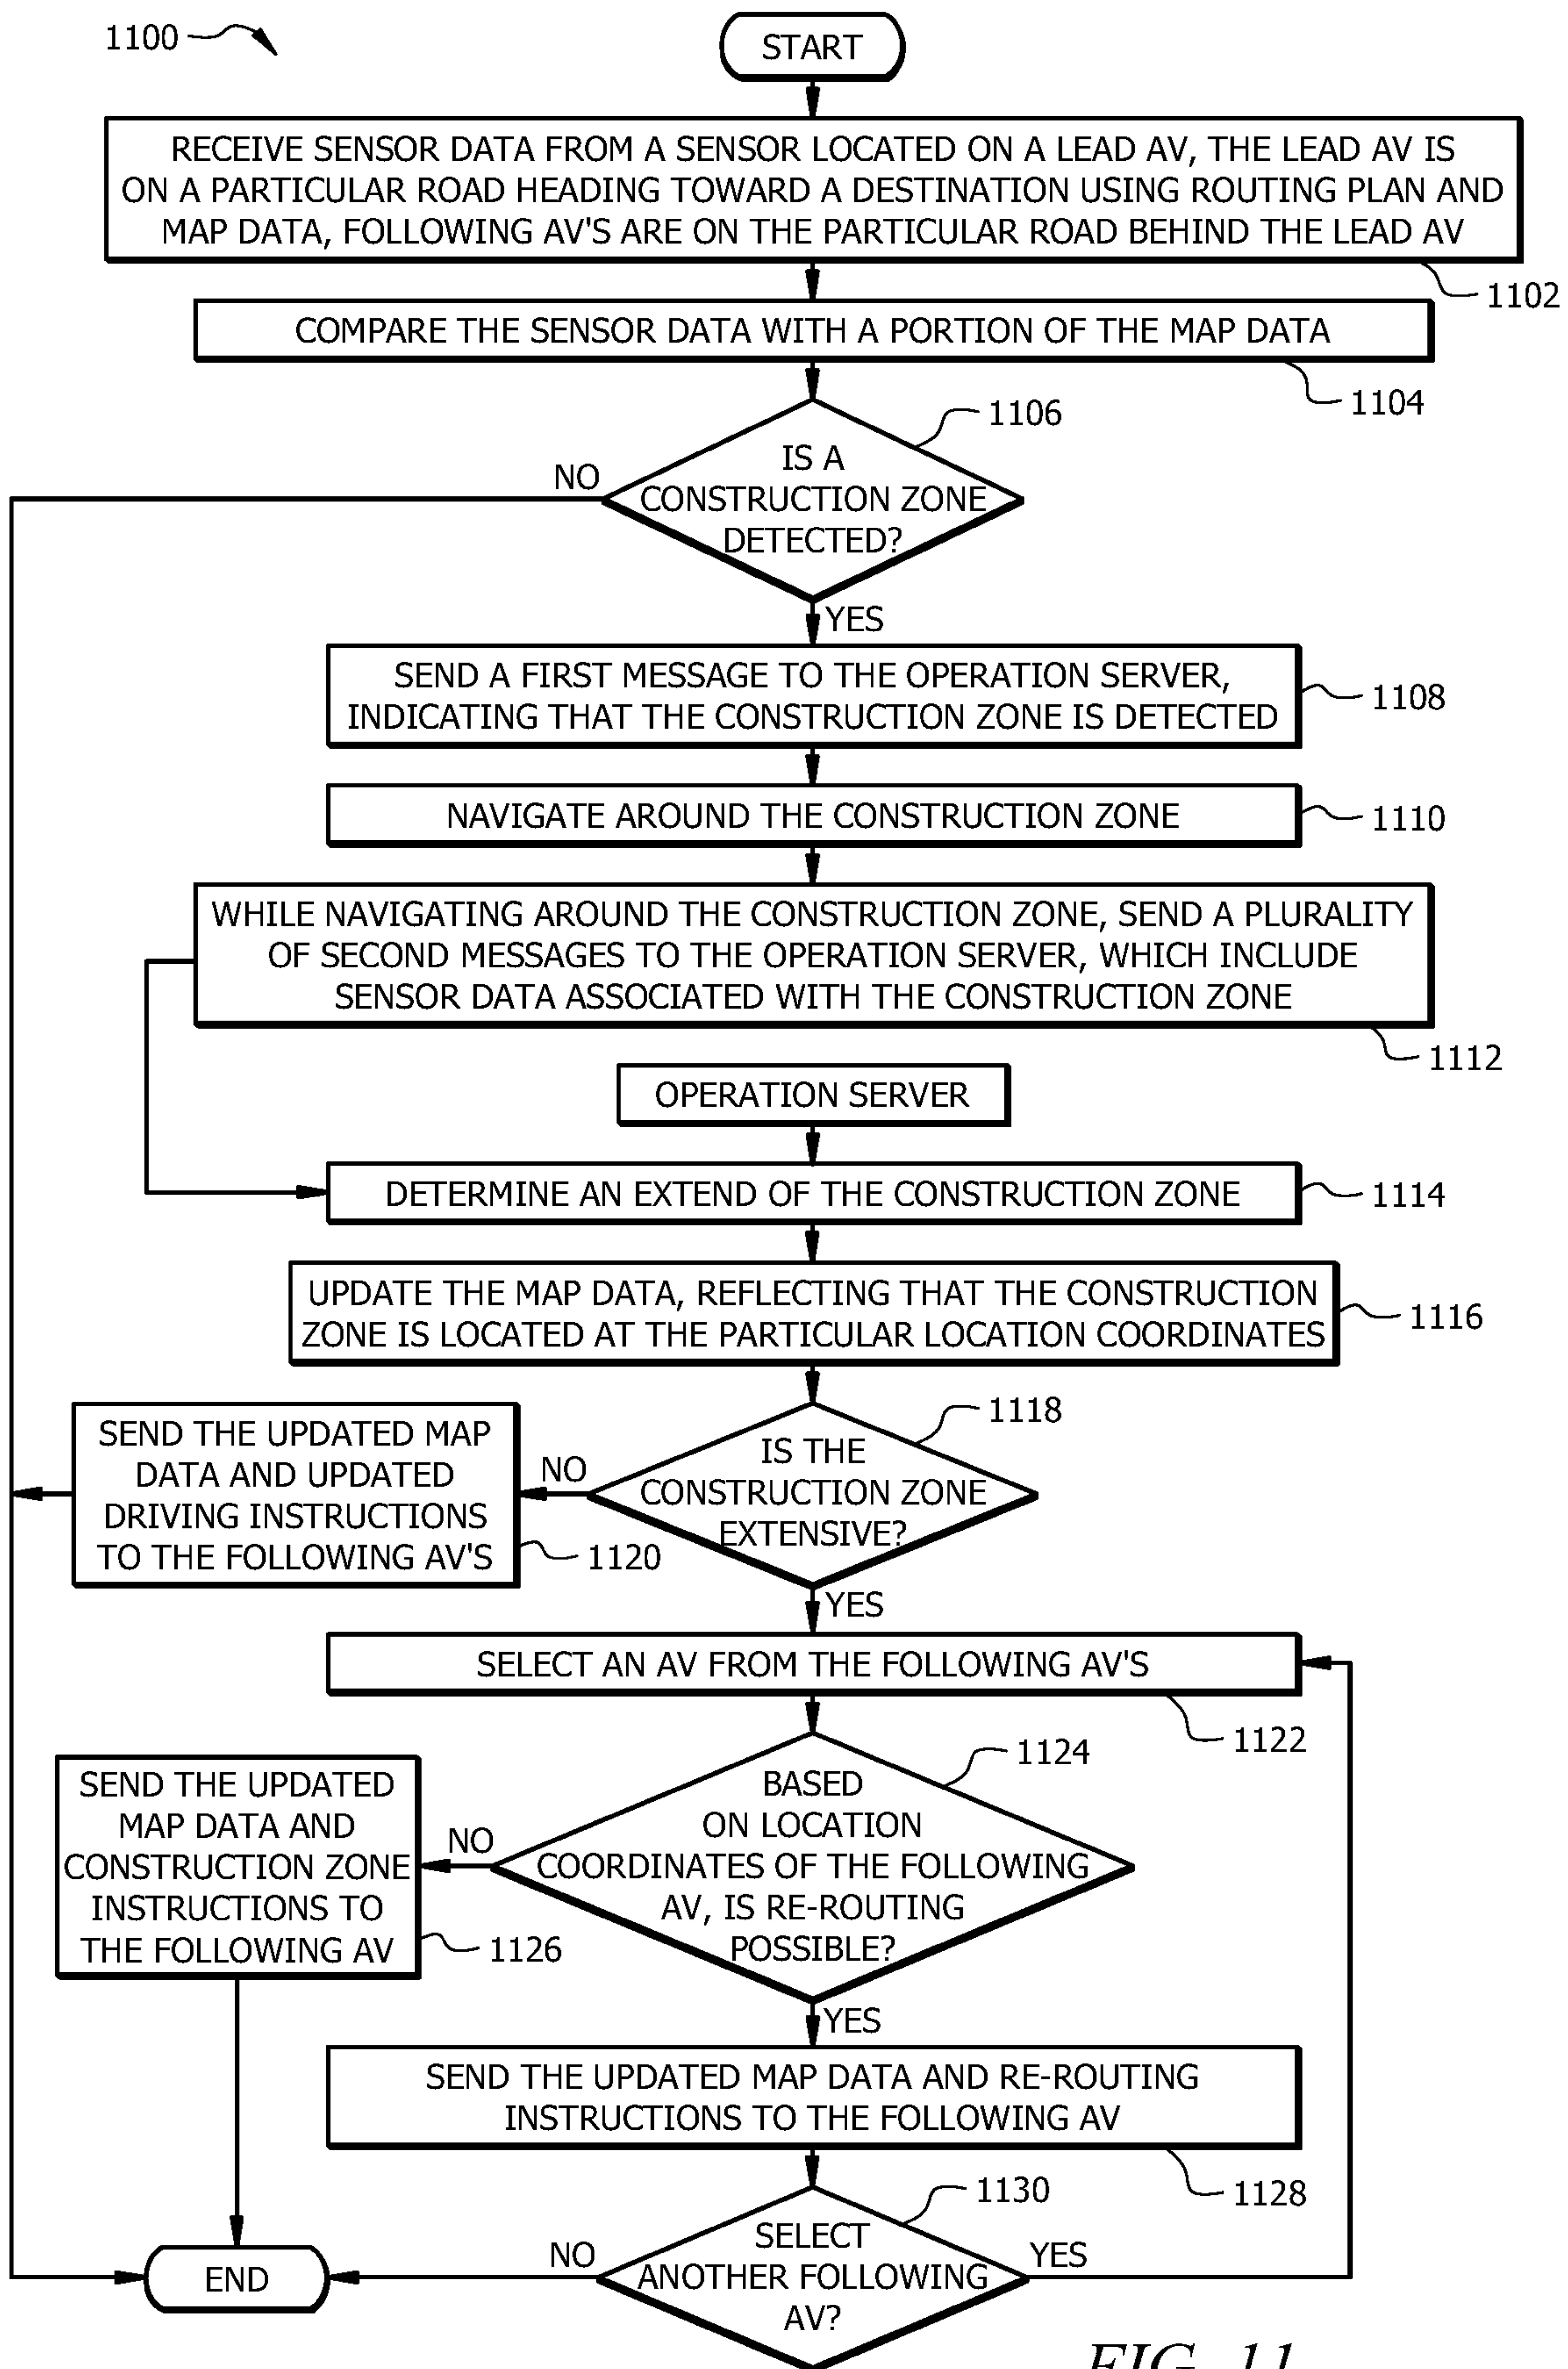 1100
START
RECEIVE SENSOR DATA FROM A SENSOR LOCATED ON A LEAD AV, THE LEAD AV IS
ON A PARTICULAR ROAD HEADING TOWARD A DESTINATION USING ROUTING PLAN AND
MAP DATA, FOLLOWING AV'S ARE ON THE PARTICULAR ROAD BEHIND THE LEAD AV
1102
COMPARE THE SENSOR DATA WITH A PORTION OF THE MAP DATA
1104
1106
IS A
CONSTRUCTION ZONE
DETECTED?
NO
YES
SEND A FIRST MESSAGE TO THE OPERATION SERVER,
INDICATING THAT THE CONSTRUCTION ZONE IS DETECTED
1108
NAVIGATE AROUND THE CONSTRUCTION ZONE
1110
WHILE NAVIGATING AROUND THE CONSTRUCTION ZONE, SEND A PLURALITY
OF SECOND MESSAGES TO THE OPERATION SERVER, WHICH INCLUDE
SENSOR DATA ASSOCIATED WITH THE CONSTRUCTION ZONE
1112
OPERATION SERVER
DETERMINE AN EXTEND OF THE CONSTRUCTION ZONE
1114
UPDATE THE MAP DATA, REFLECTING THAT THE CONSTRUCTION
ZONE IS LOCATED AT THE PARTICULAR LOCATION COORDINATES
1116
1118
IS THE
CONSTRUCTION ZONE
EXTENSIVE?
NO
SEND THE UPDATED MAP
DATA AND UPDATED
DRIVING INSTRUCTIONS
TO THE FOLLOWING AV'S
1120
YES
SELECT AN AV FROM THE FOLLOWING AV'S
1122
1124
BASED
ON LOCATION
COORDINATES OF THE FOLLOWING
AV, IS RE-ROUTING
POSSIBLE?
NO
SEND THE UPDATED
MAP DATA AND
CONSTRUCTION ZONE
INSTRUCTIONS TO
THE FOLLOWING AV
1126
YES
SEND THE UPDATED MAP DATA AND RE-ROUTING
INSTRUCTIONS TO THE FOLLOWING AV
1128
1130
SELECT
ANOTHER FOLLOWING
AV?
NO
YES
END
FIG. 11